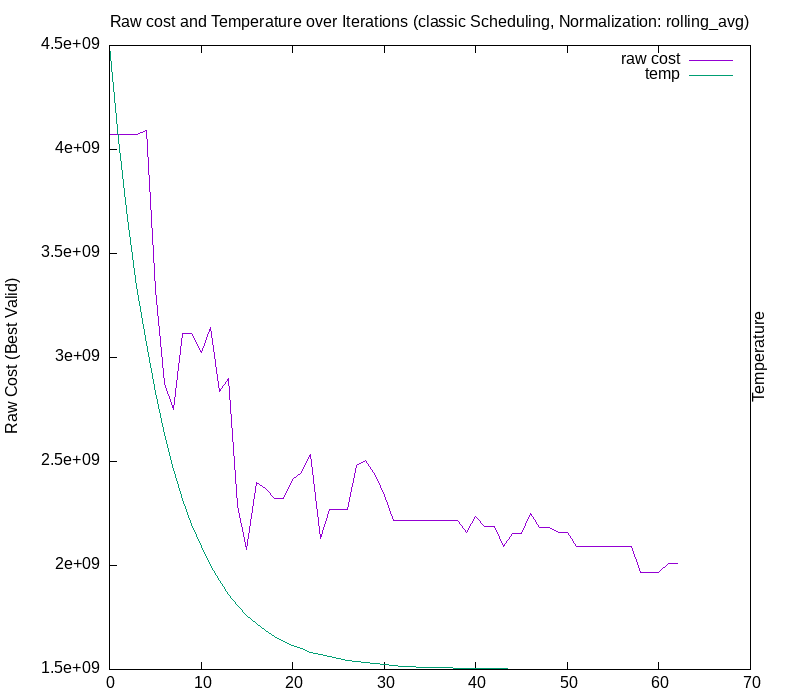 Raw cost and Temperature over Iterations (classic Scheduling, Normalization: rolling_avg)
raw cost
temp
4.5e+09
4e+09
3.5e+09
3e+09
2.5e+09
2e+09
1.5e+09
Raw Cost (Best Valid)
Temperature
0 10 20 30 40 50 60 70